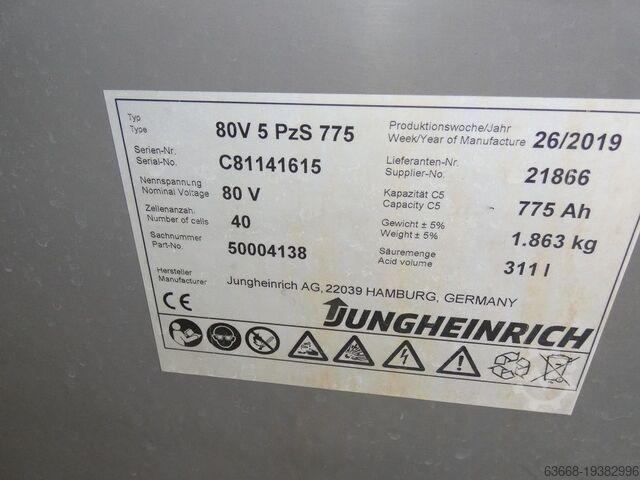 Typ
Type
80V 5 PzS 775
Serien-Nr.
Serial-No.
C81141615
Nennspannung
Nominal Voltage
80 V
Zellenanzahl
Number of cells
40
Sachnummer
Part-No.
50004138
Produktionswoche/Jahr
Week/Year of Manufacture
26/2019
Lieferanten-Nr.
Supplier-No.
21866
Kapazität C5
Capacity C5
775 Ah
Gewicht ± 5%
Weight ± 5%
1.863 kg
Säuremenge
Acid volume
311 l
Hersteller
Manufacturer
Jungheinrich AG, 22039 HAMBURG, GERMANY
CE
JUNGHEINRICH
63668-19382996